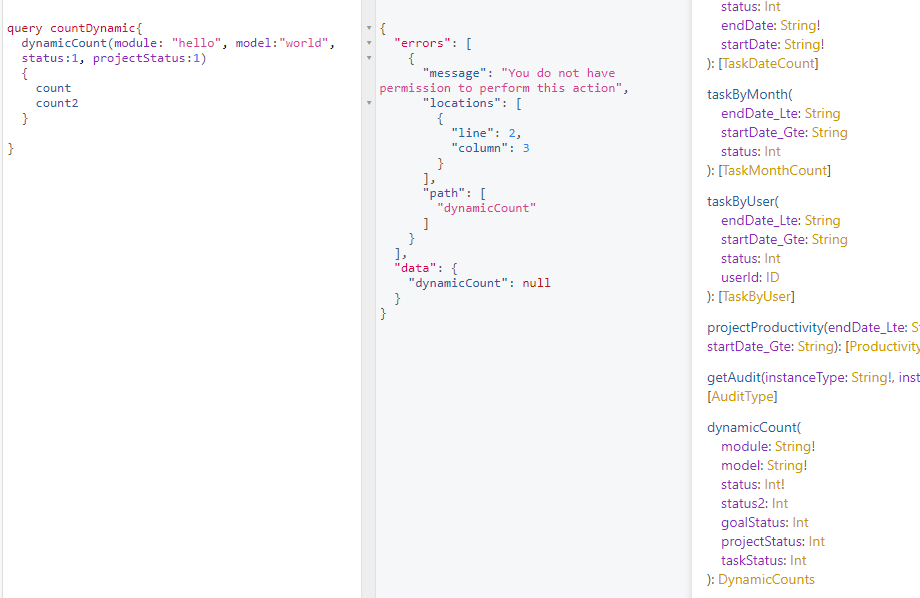 query countDynamic{
dynamicCount(module: "hello", model:"world",
status:1, projectStatus:1)
{
count
count2
}
}
{
"errors": [
{
"message": "You do not have
permission to perform this action",
"locations": [
{
"line": 2,
"column": 3
}
],
"path": [
"dynamicCount"
]
}
],
"data": {
"dynamicCount": null
}
}
status: Int
endDate: String!
startDate: String!
): [TaskDateCount]
taskByMonth(
endDate_Lte: String
startDate_Gte: String
status: Int
): [TaskMonthCount]
taskByUser(
endDate_Lte: String
startDate_Gte: String
status: Int
userId: ID
): [TaskByUser]
projectProductivity(endDate_Lte: S
startDate_Gte: String): [Productivity
getAudit(instanceType: String!, inst
[AuditType]
dynamicCount(
module: String!
model: String!
status: Int!
status2: Int
goalStatus: Int
projectStatus: Int
taskStatus: Int
): DynamicCounts